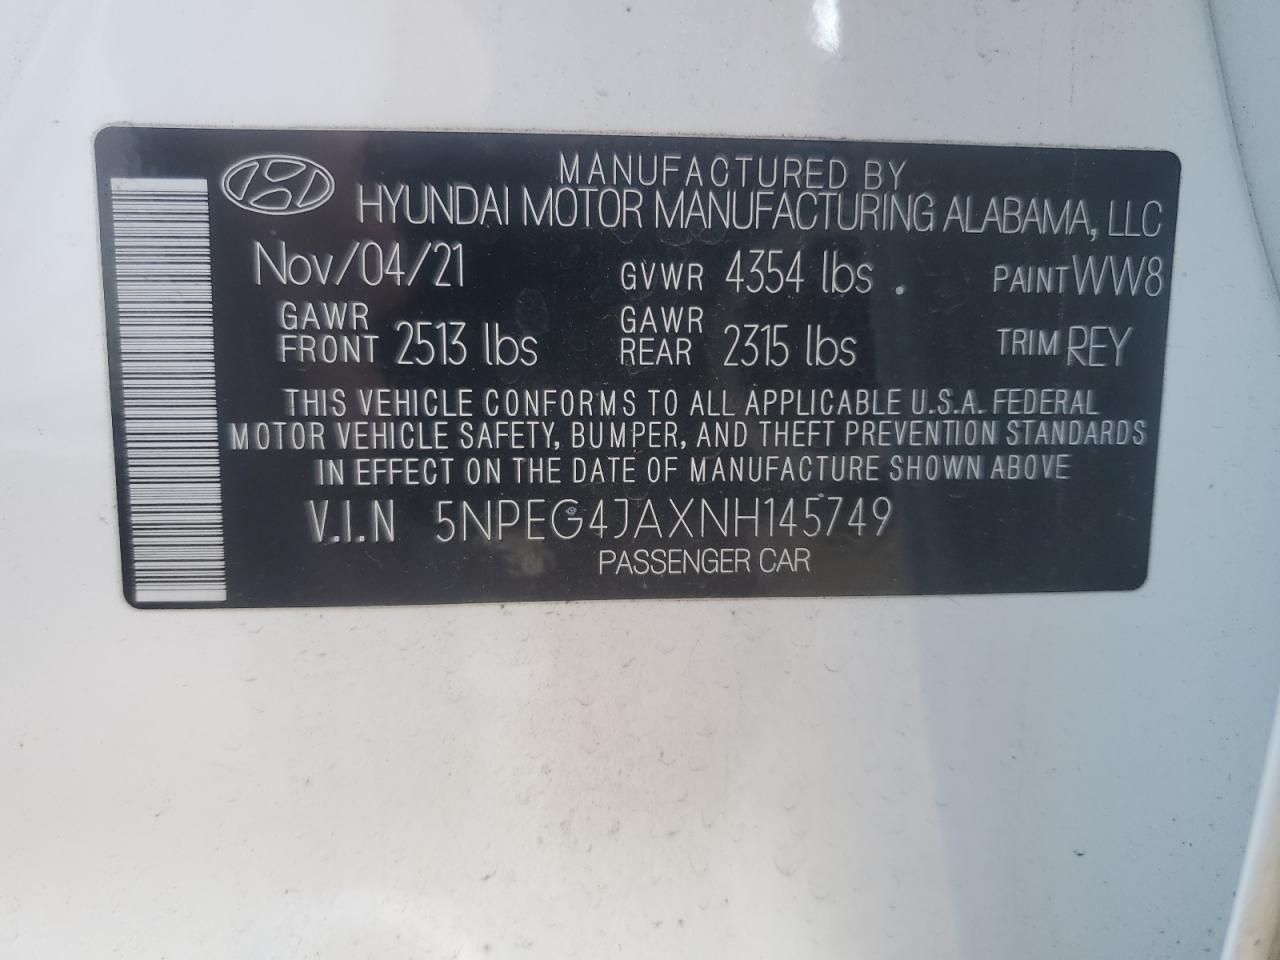 MANUFACTURED BY
HYUNDAI MOTOR MANUFACTURING ALABAMA, LLC
Nov/04/21 GVWR 4354 lbs PAINT WW8
GAWR FRONT 2513 lbs GAWR REAR 2315 lbs TRIM REY
THIS VEHICLE CONFORMS TO ALL APPLICABLE U.S.A. FEDERAL
MOTOR VEHICLE SAFETY, BUMPER, AND THEFT PREVENTION STANDARDS
IN EFFECT ON THE DATE OF MANUFACTURE SHOWN ABOVE
V.I.N 5NPEG4JAXNH145749
PASSENGER CAR